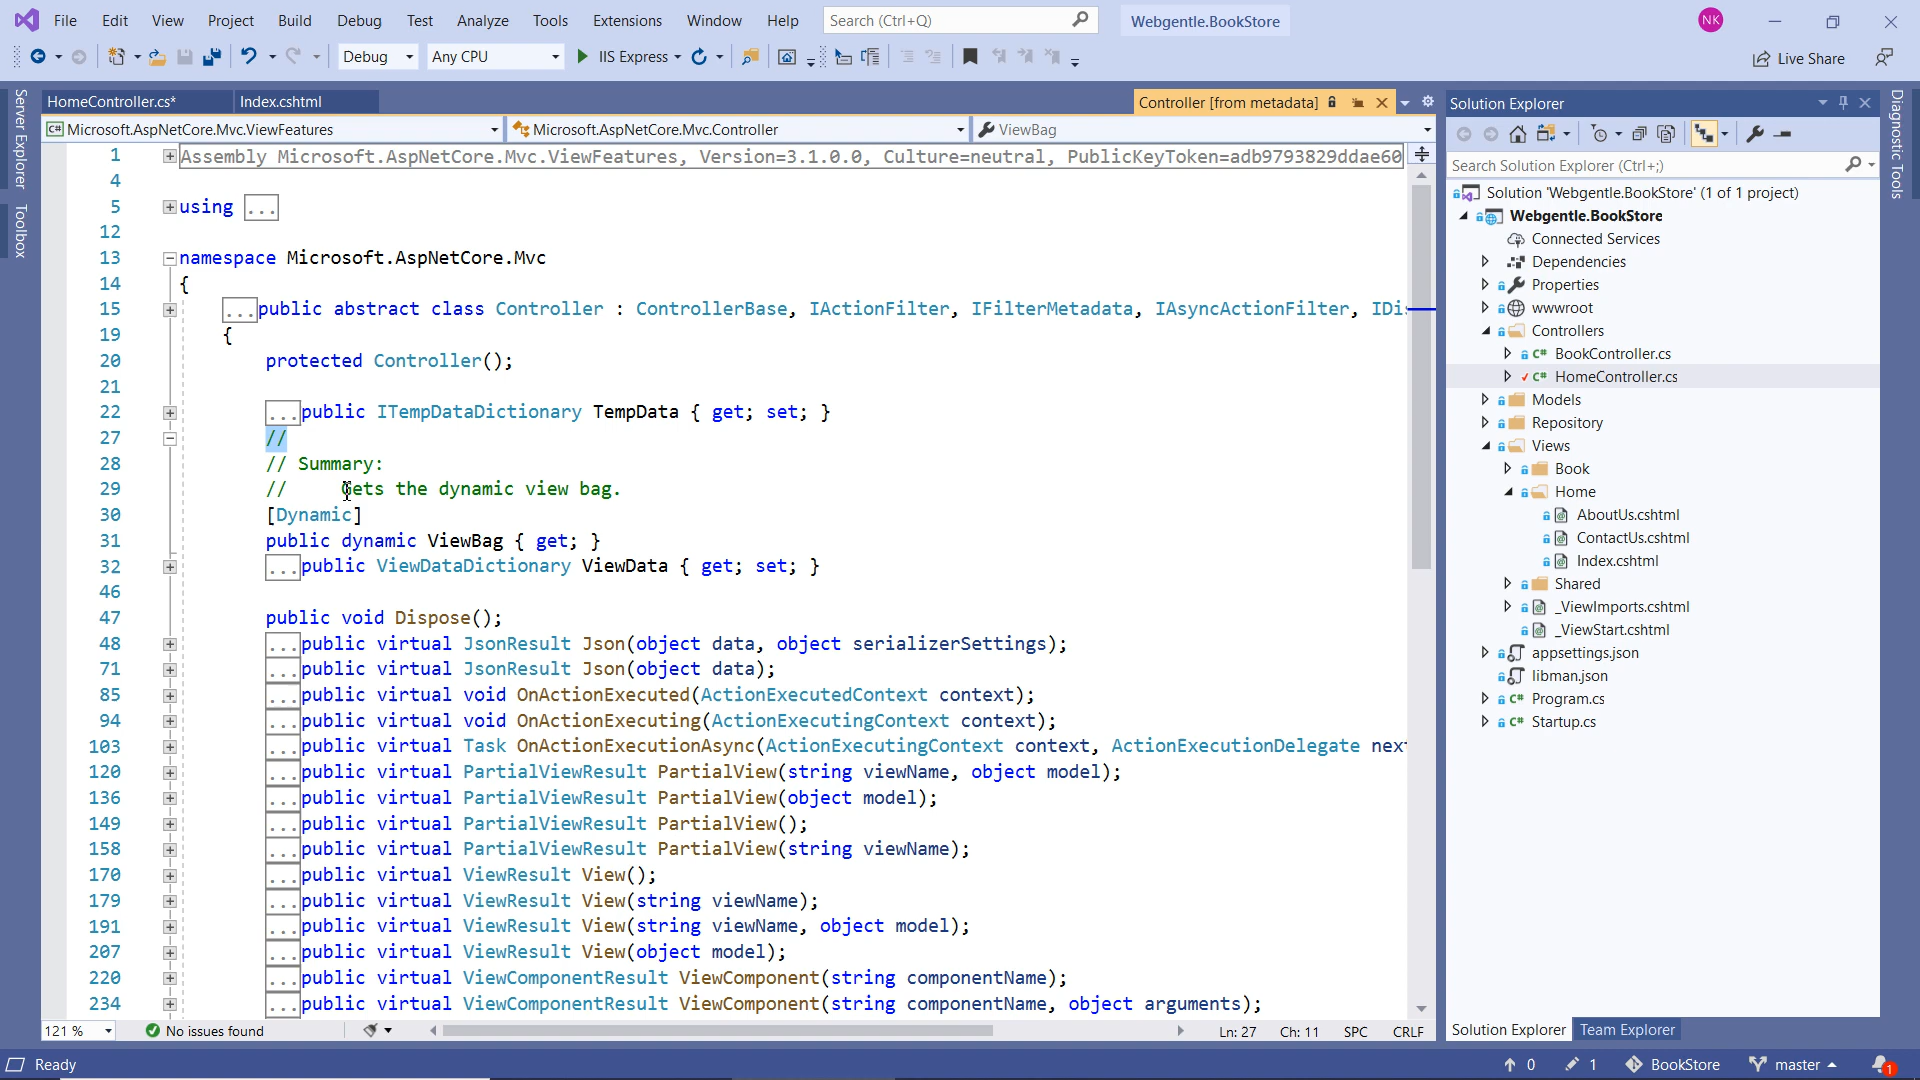 File Edit View Project Build Debug Test Analyze Tools Extensions Window Help Search (Ctrl+Q) Webgentle.BookStore NK
Debug Any CPU IIS Express Live Share
Server Explorer
Toolbox
HomeController.cs* Index.cshtml Controller [from metadata]
Microsoft.AspNetCore.Mvc.ViewFeatures Microsoft.AspNetCore.Mvc.Controller ViewBag
1 Assembly Microsoft.AspNetCore.Mvc.ViewFeatures, Version=3.1.0.0, Culture=neutral, PublicKeyToken=adb9793829ddae60
4
5 using ...
12
13 namespace Microsoft.AspNetCore.Mvc
14 {
15 ...public abstract class Controller : ControllerBase, IActionFilter, IFilterMetadata, IAsyncActionFilter, IDis
19 {
20 protected Controller();
21
22 ...public ITempDataDictionary TempData { get; set; }
27 //
28 // Summary:
29 // Gets the dynamic view bag.
30 [Dynamic]
31 public dynamic ViewBag { get; }
32 ...public ViewDataDictionary ViewData { get; set; }
46
47 public void Dispose();
48 ...public virtual JsonResult Json(object data, object serializerSettings);
71 ...public virtual JsonResult Json(object data);
85 ...public virtual void OnActionExecuted(ActionExecutedContext context);
94 ...public virtual void OnActionExecuting(ActionExecutingContext context);
103 ...public virtual Task OnActionExecutionAsync(ActionExecutingContext context, ActionExecutionDelegate next
120 ...public virtual PartialViewResult PartialView(string viewName, object model);
136 ...public virtual PartialViewResult PartialView(object model);
149 ...public virtual PartialViewResult PartialView();
158 ...public virtual PartialViewResult PartialView(string viewName);
170 ...public virtual ViewResult View();
179 ...public virtual ViewResult View(string viewName);
191 ...public virtual ViewResult View(string viewName, object model);
207 ...public virtual ViewResult View(object model);
220 ...public virtual ViewComponentResult ViewComponent(string componentName);
234 ...public virtual ViewComponentResult ViewComponent(string componentName, object arguments);
121 % No issues found Ln: 27 Ch: 11 SPC CRLF
Solution Explorer
Search Solution Explorer (Ctrl+;)
Solution 'Webgentle.BookStore' (1 of 1 project)
Webgentle.BookStore
Connected Services
Dependencies
Properties
wwwroot
Controllers
C# BookController.cs
C# HomeController.cs
Models
Repository
Views
Book
Home
AboutUs.cshtml
ContactUs.cshtml
Index.cshtml
Shared
_ViewImports.cshtml
_ViewStart.cshtml
appsettings.json
libman.json
C# Program.cs
C# Startup.cs
Solution Explorer Team Explorer
Diagnostic Tools
Ready 0 1 BookStore master 1